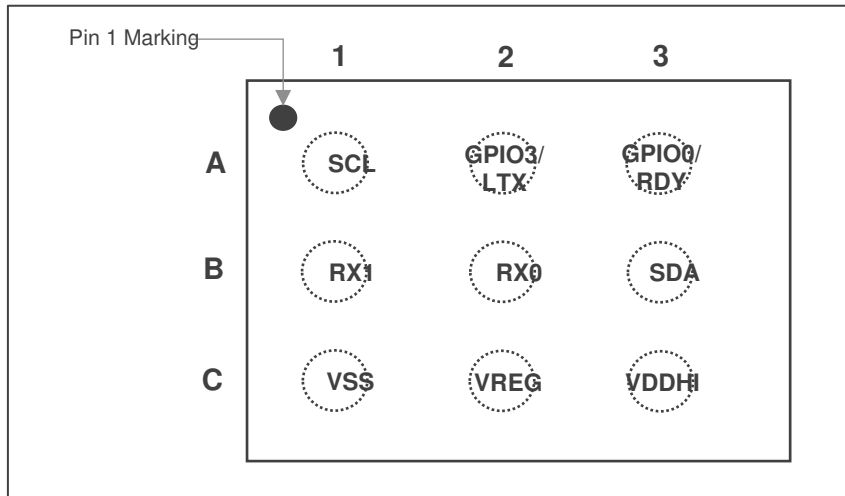 Pin 1 Marking
1 2 3
A SCL GPIO3/ LTX GPIO0/ RDY
B RX1 RX0 SDA
C VSS VREG VDDHI